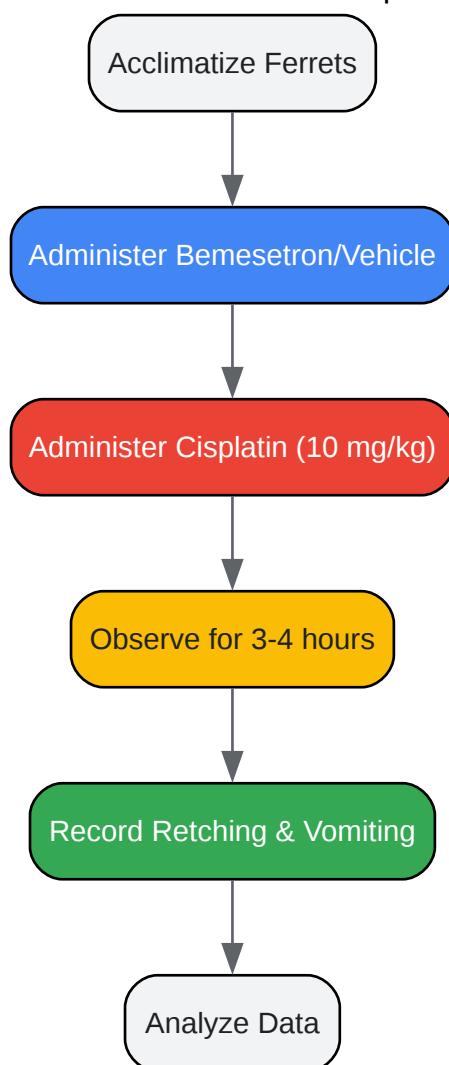 Acclimatize Ferrets
Administer Bemesetron/Vehicle
Administer Cisplatin (10 mg/kg)
Observe for 3-4 hours
Record Retching & Vomiting
Analyze Data